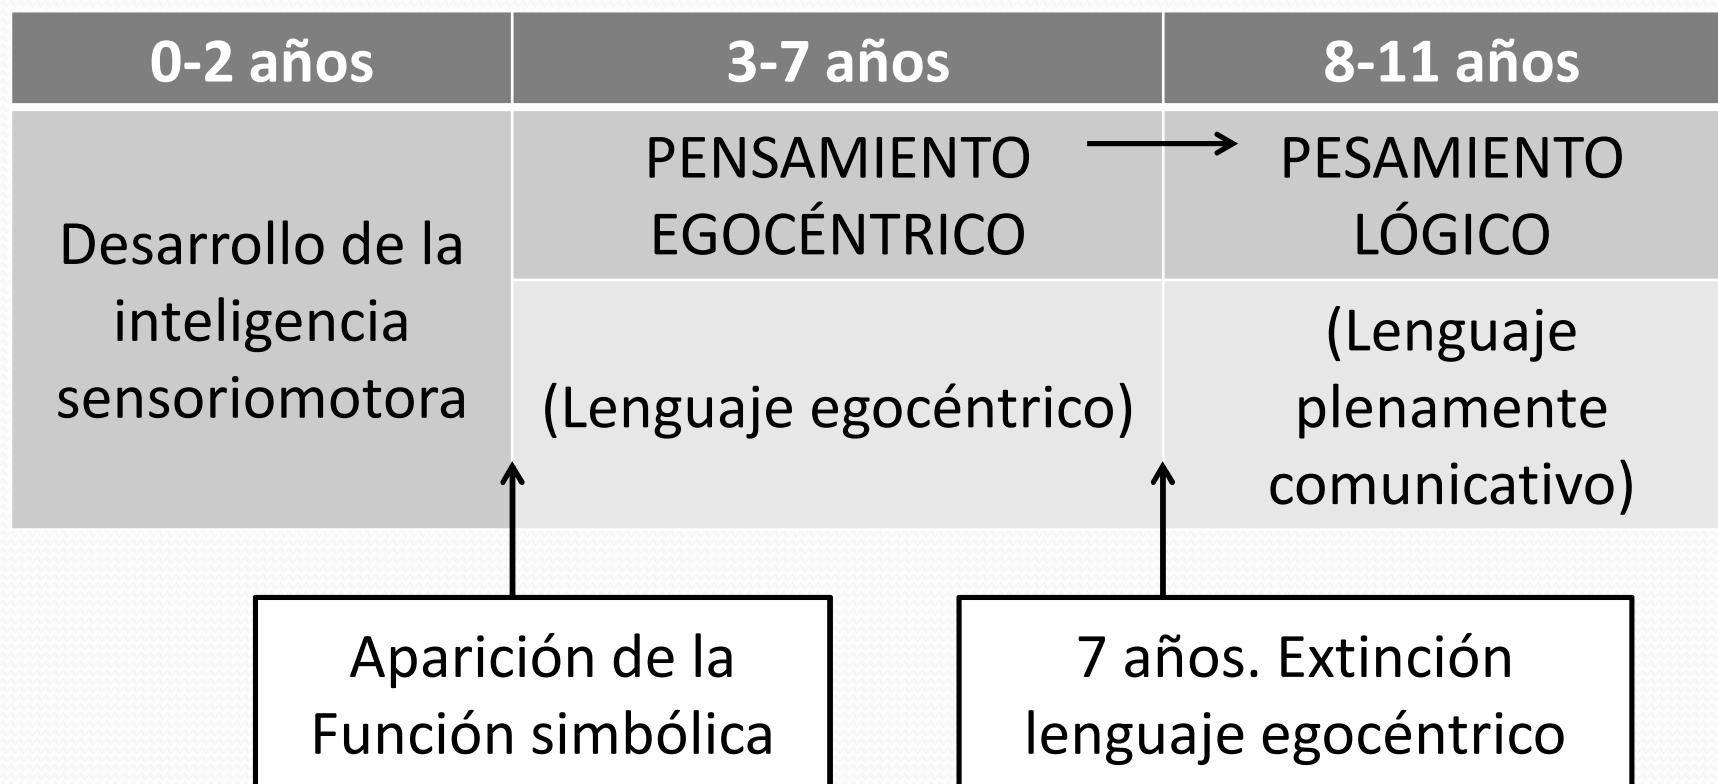 0-2 años
3-7 años
8-11 años
Desarrollo de la
inteligencia
sensoriomotora
PENSAMIENTO
EGOCÉNTRICO
PESAMIENTO
LÓGICO
(Lenguaje egocéntrico)
(Lenguaje
plenamente
comunicativo)
Aparición de la
Función simbólica
7 años. Extinción
lenguaje egocéntrico